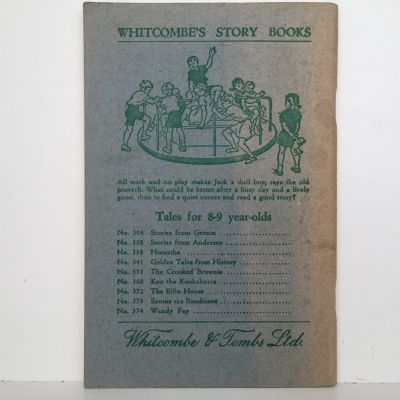 WHITCOMBE'S STORY BOOKS
All work and no play makes Jack a dull boy, says the old
proverb. What could be better after a busy day and a lively
game, than to find a quiet corner and read a good story?
Tales for 8-9 year-olds
No. 304 Stories from Grimm
No. 308 Stories from Andersen
No. 338 Hiawatha
No. 341 Golden Tales from History
No. 353 The Crooked Brownie
No. 360 Ken the Kookaburra
No. 372 The Elfin House
No. 373 Bennie the Bandicoot
No. 374 Wendy Fey
Whitcombe & Tombs Ltd.